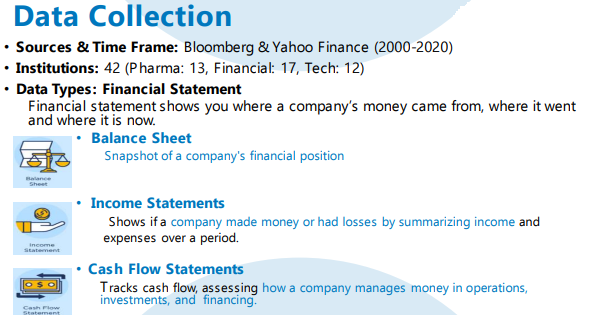 Data Collection
• Sources & Time Frame: Bloomberg & Yahoo Finance (2000-2020)
• Institutions: 42 (Pharma: 13, Financial: 17, Tech: 12)
• Data Types: Financial Statement
Financial statement shows you where a company's money came from, where it went
and where it is now.
• Balance Sheet
Snapshot of a company's financial position
Balance
Sheet
• Income Statements
Shows if a company made money or had losses by summarizing income and
expenses over a period.
Income
Statement
• Cash Flow Statements
Tracks cash flow, assessing how a company manages money in operations,
investments, and financing.
Cash Flow
Statement